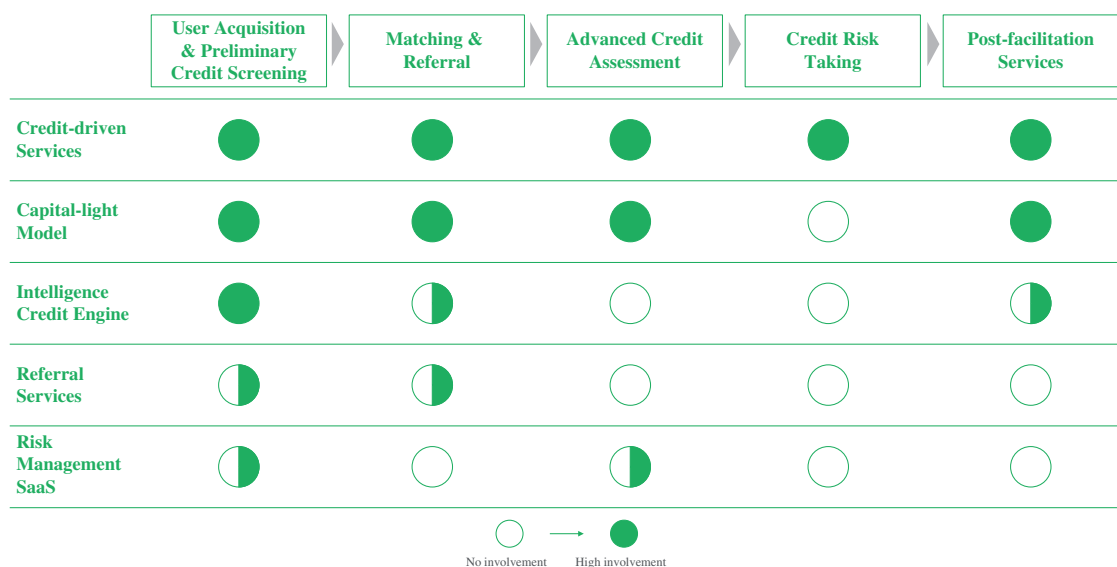 User Acquisition
& Preliminary
Credit Screening
Matching &
Referral
Advanced Credit
Assessment
Credit Risk
Taking
Post-facilitation
Services
Credit-driven
Services
Capital-light
Model
Intelligence
Credit Engine
Referral
Services
Risk
Management
SaaS
No involvement
High involvement